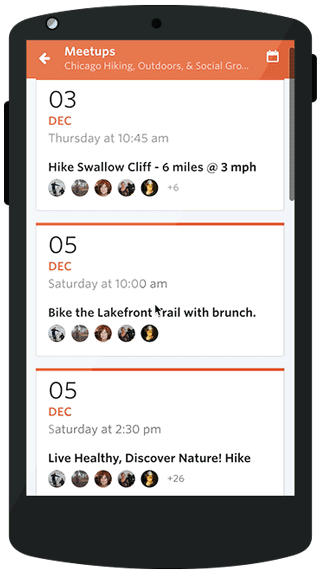 Meetups
Chicago Hiking, Outdoors, & Social Gro...
03
DEC
Thursday at 10:45 am
Hike Swallow Cliff - 6 miles @ 3 mph
+6
05
DEC
Saturday at 10:00 am
Bike the Lakefront Trail with brunch.
05
DEC
Saturday at 2:30 pm
Live Healthy, Discover Nature! Hike
+26